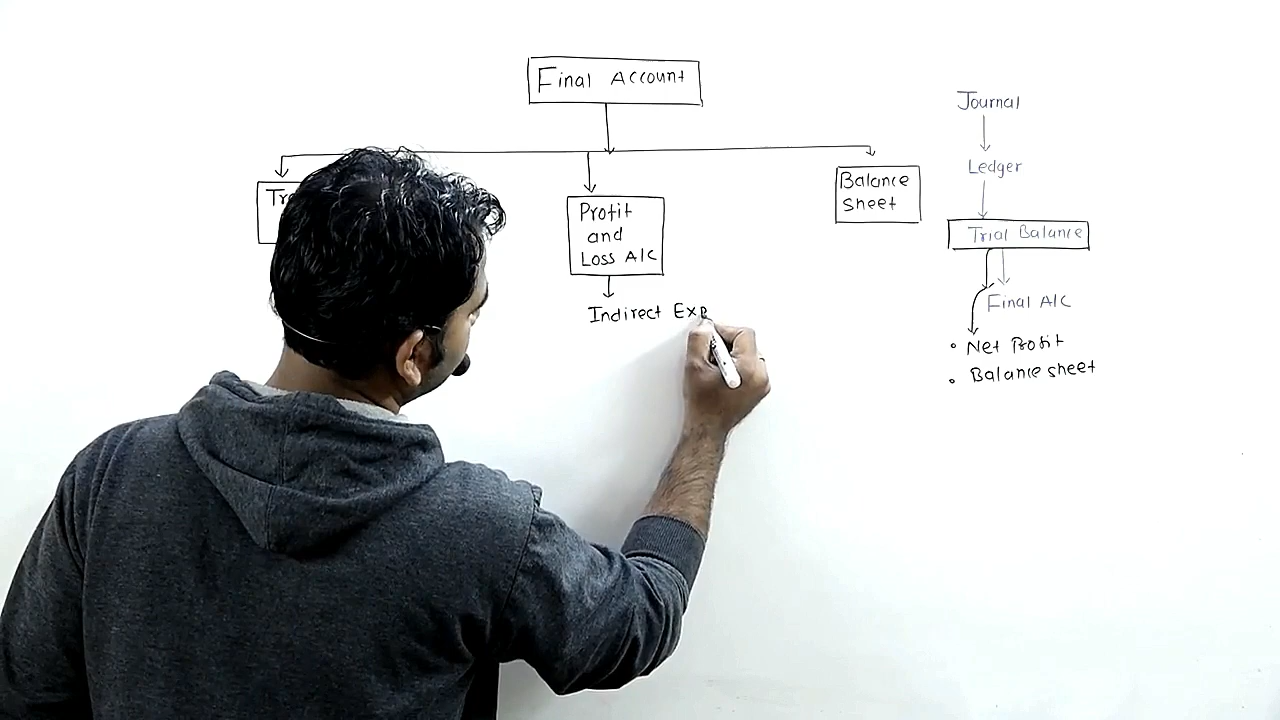 Final Account
Profit
and
Loss A/C
Indirect Exp
Balance
Sheet
Journal
Ledger
Trial Balance
Final A/C
• Net Profit
• Balance sheet